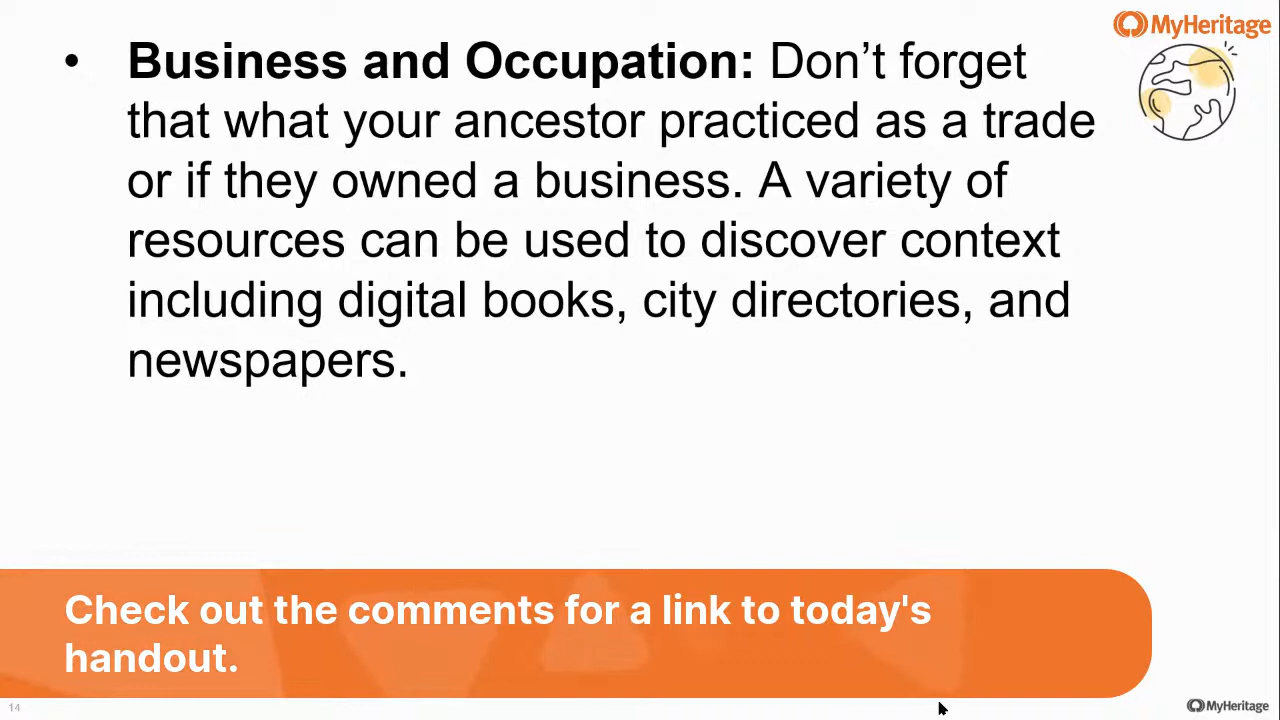 MyHeritage
• Business and Occupation: Don’t forget
that what your ancestor practiced as a trade
or if they owned a business. A variety of
resources can be used to discover context
including digital books, city directories, and
newspapers.
Check out the comments for a link to today's
handout.
14
MyHeritage